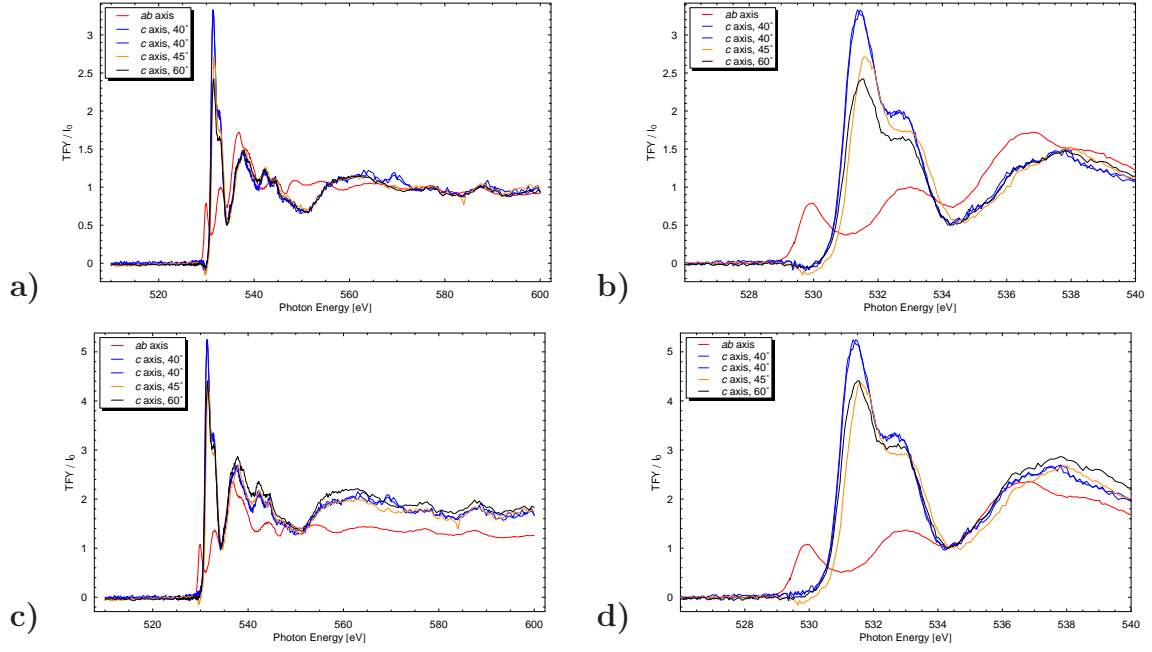 ab axis
c axis, 40°
c axis, 40°
c axis, 45°
c axis, 60°
TFY / I0
3
2.5
2
1.5
1
0.5
0
520
540
560
580
600
Photon Energy [eV]
a)
ab axis
c axis, 40°
c axis, 40°
c axis, 45°
c axis, 60°
TFY / I0
3
2.5
2
1.5
1
0.5
0
528
530
532
534
536
538
540
Photon Energy [eV]
b)
ab axis
c axis, 40°
c axis, 40°
c axis, 45°
c axis, 60°
TFY / I0
5
4
3
2
1
0
520
540
560
580
600
Photon Energy [eV]
c)
ab axis
c axis, 40°
c axis, 40°
c axis, 45°
c axis, 60°
TFY / I0
5
4
3
2
1
0
528
530
532
534
536
538
540
Photon Energy [eV]
d)